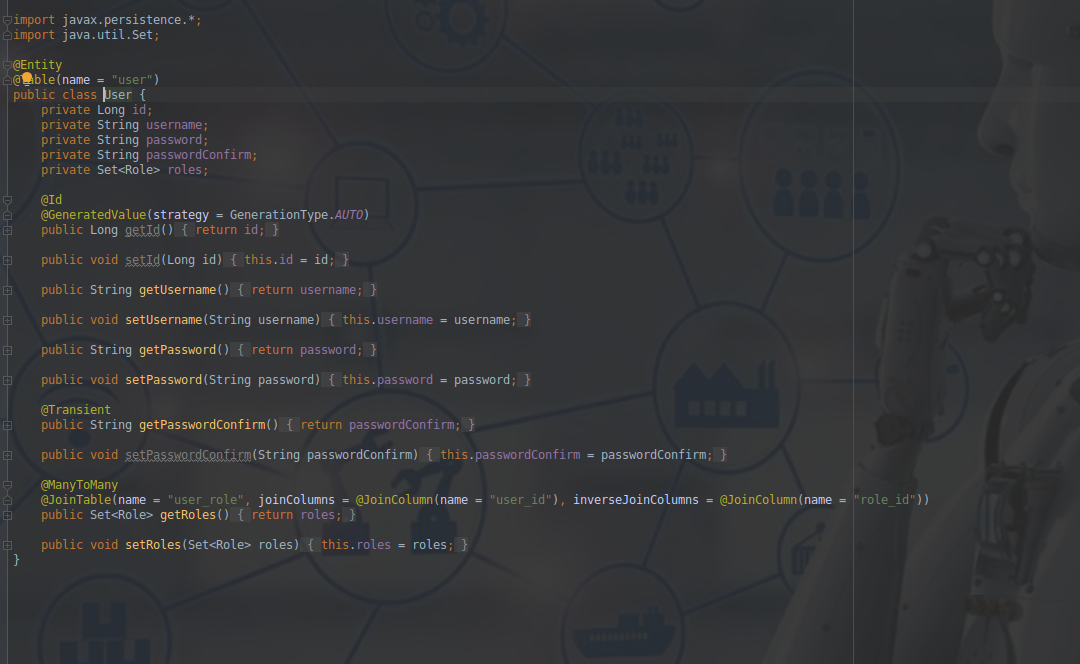 import javax.persistence.*;
import java.util.Set;
@Entity
@Table(name = "user")
public class User {
private Long id;
private String username;
private String password;
private String passwordConfirm;
private Set<Role> roles;
@Id
@GeneratedValue(strategy = GenerationType.AUTO)
public Long getId() { return id; }
public void setId(Long id) { this.id = id; }
public String getUsername() { return username; }
public void setUsername(String username) { this.username = username; }
public String getPassword() { return password; }
public void setPassword(String password) { this.password = password; }
@Transient
public String getPasswordConfirm() { return passwordConfirm; }
public void setPasswordConfirm(String passwordConfirm) { this.passwordConfirm = passwordConfirm; }
@ManyToMany
@JoinTable(name = "user_role", joinColumns = @JoinColumn(name = "user_id"), inverseJoinColumns = @JoinColumn(name = "role_id"))
public Set<Role> getRoles() { return roles; }
public void setRoles(Set<Role> roles) { this.roles = roles; }
}